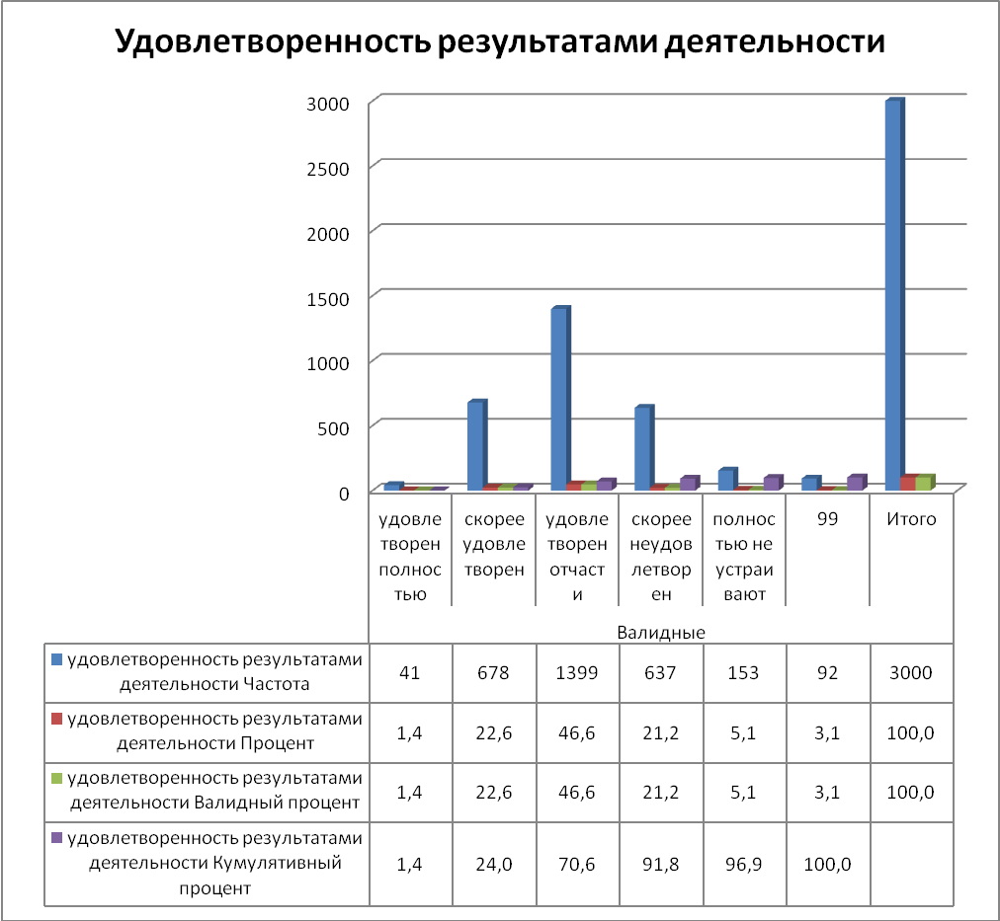 Удовлетворенность результатами деятельности
3000
2500
2000
1500
1000
500
0
удовле
творен
полнос
тью
скорее
удовле
творен
удовле
творен
отчаст
и
скорее
неудов
летвор
ен
полнос
тью не
устраи
вают
99
Итого
Валидные
удовлетворенность результатами
деятельности Частота
41 678 1399 637 153 92 3000
удовлетворенность результатами
деятельности Процент
1,4 22,6 46,6 21,2 5,1 3,1 100,0
удовлетворенность результатами
деятельности Валидный процент
1,4 22,6 46,6 21,2 5,1 3,1 100,0
удовлетворенность результатами
деятельности Кумулятивный
процент
1,4 24,0 70,6 91,8 96,9 100,0